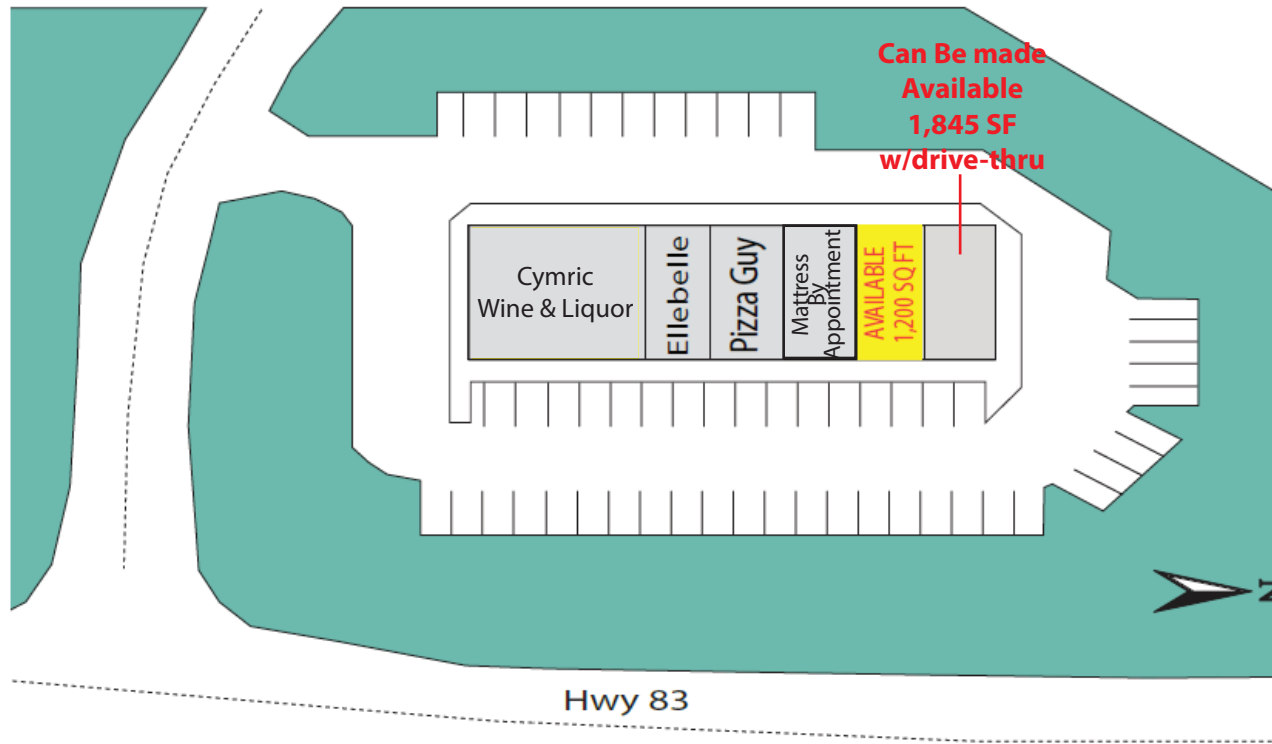 Can Be made
Available
1,845 SF
w/drive-thru
Cymric
Wine & Liquor
Ellebelle
Pizza Guy
Mattress
By
Appointment
AVAILABLE
1,200 SQ FT
N
Hwy 83